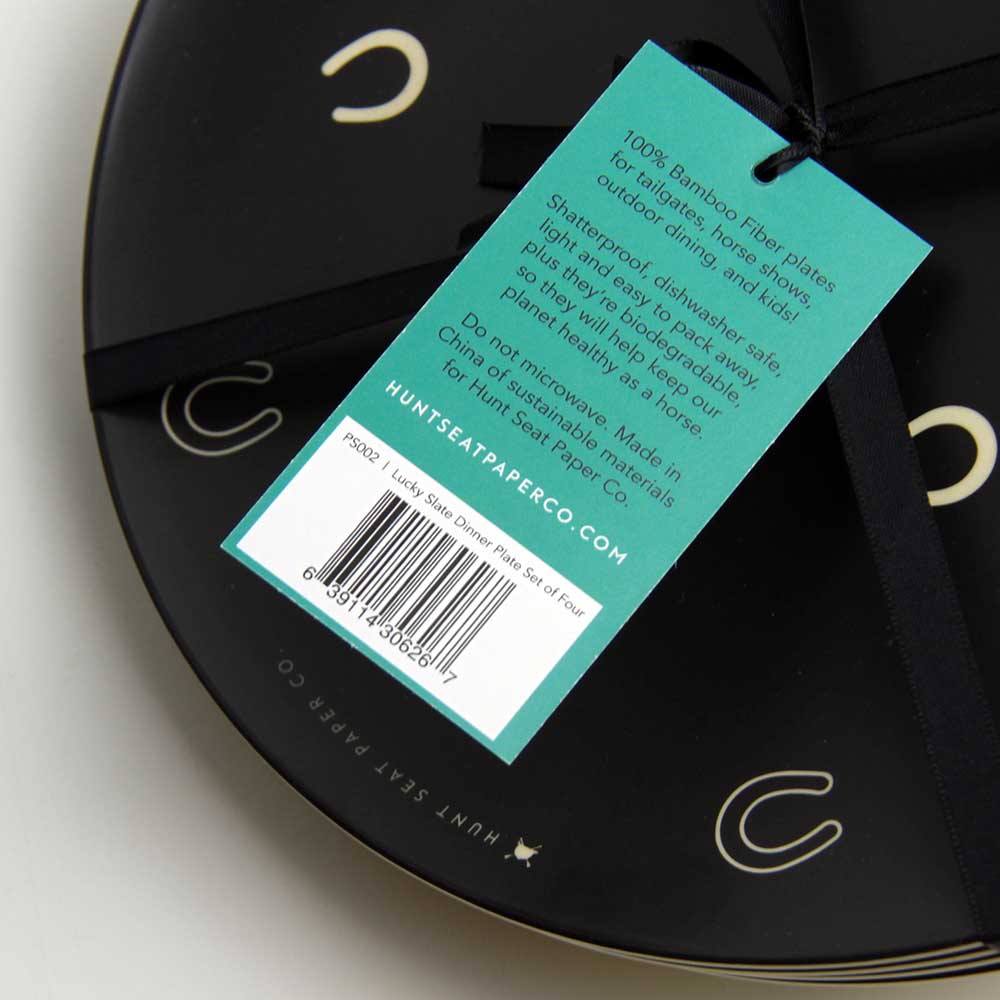 100% Bamboo Fiber plates
for tailgates, horse shows,
outdoor dining, and kids!
Shatterproof, dishwasher safe,
light and easy to pack away,
plus they're biodegradable,
so they will help keep our
planet healthy as a horse.
Do not microwave. Made in
China of sustainable materials
for Hunt Seat Paper Co.
HUNTSEATPAPERCO.COM
PS002 | Lucky Slate Dinner Plate Set of Four
6 39114 30626 7
HUNT SEAT PAPER CO.